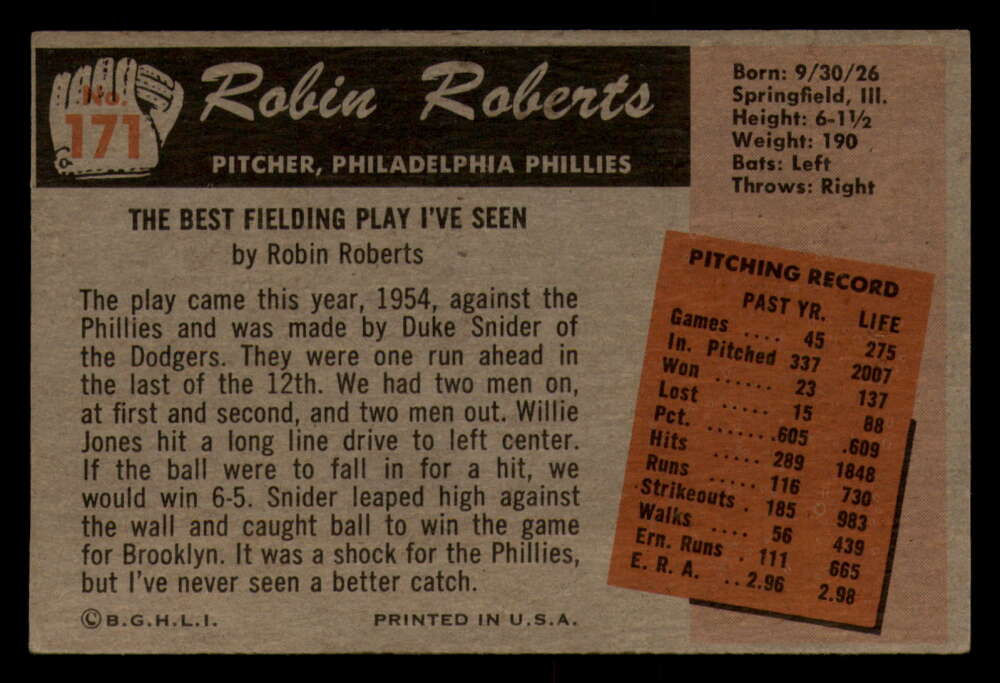 No.
171
Robin Roberts
PITCHER, PHILADELPHIA PHILLIES
Born: 9/30/26
Springfield, Ill.
Height: 6-1½
Weight: 190
Bats: Left
Throws: Right
THE BEST FIELDING PLAY I'VE SEEN
by Robin Roberts
The play came this year, 1954, against the
Phillies and was made by Duke Snider of
the Dodgers. They were one run ahead in
the last of the 12th. We had two men on,
at first and second, and two men out. Willie
Jones hit a long line drive to left center.
If the ball were to fall in for a hit, we
would win 6-5. Snider leaped high against
the wall and caught ball to win the game
for Brooklyn. It was a shock for the Phillies,
but I've never seen a better catch.
PITCHING RECORD
PAST YR. LIFE
Games .... 45 275
In. Pitched 337 2007
Won ...... 23 137
Lost ..... 15 88
Pct. ....... .605 .609
Hits ..... 289 1848
Runs ..... 116 730
Strikeouts . 185 983
Walks .... 56 439
Ern. Runs . 111 665
E. R. A. .. 2.96 2.98
© B.G.H.L.I. PRINTED IN U.S.A.